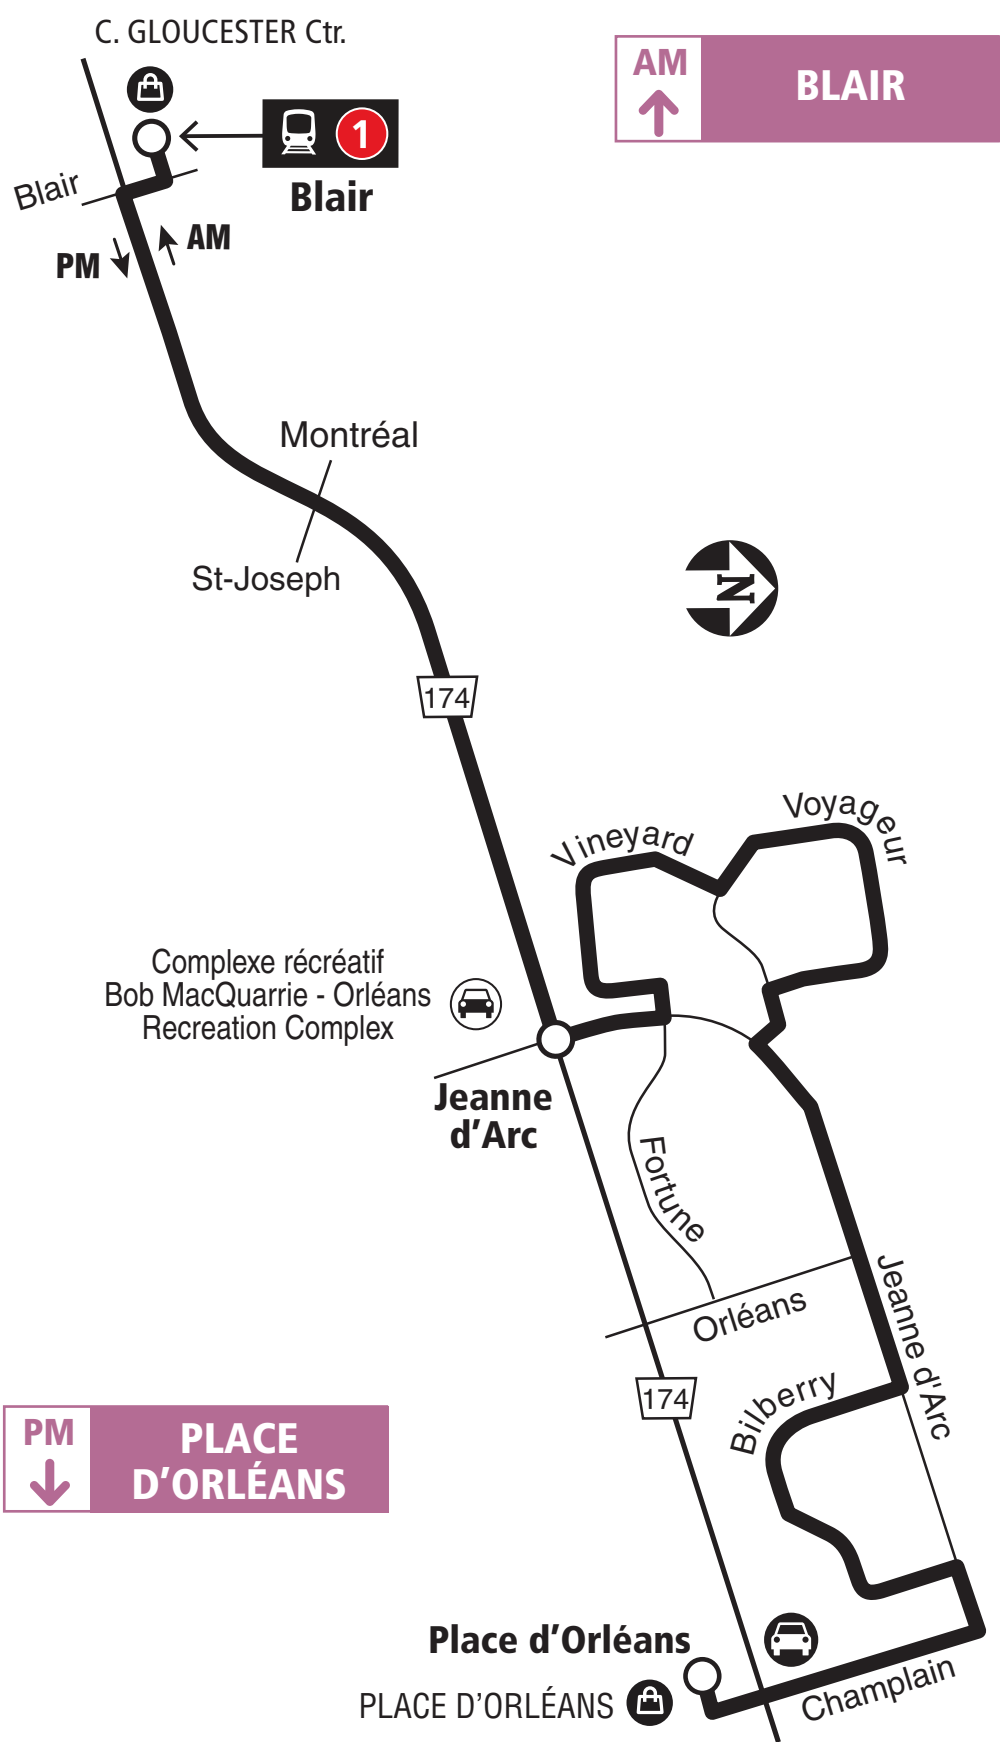 C. GLOUCESTER Ctr.
AM
BLAIR
1
Blair
Blair
AM
PM
Montréal
St-Joseph
N
174
Voyageur
Vineyard
Complexe récréatif
Bob MacQuarrie - Orléans
Recreation Complex
Jeanne
d'Arc
Fortune
Orléans
Jeanne d'Arc
174
Bilberry
PM
PLACE
D'ORLÉANS
Place d'Orléans
PLACE D'ORLÉANS
Champlain